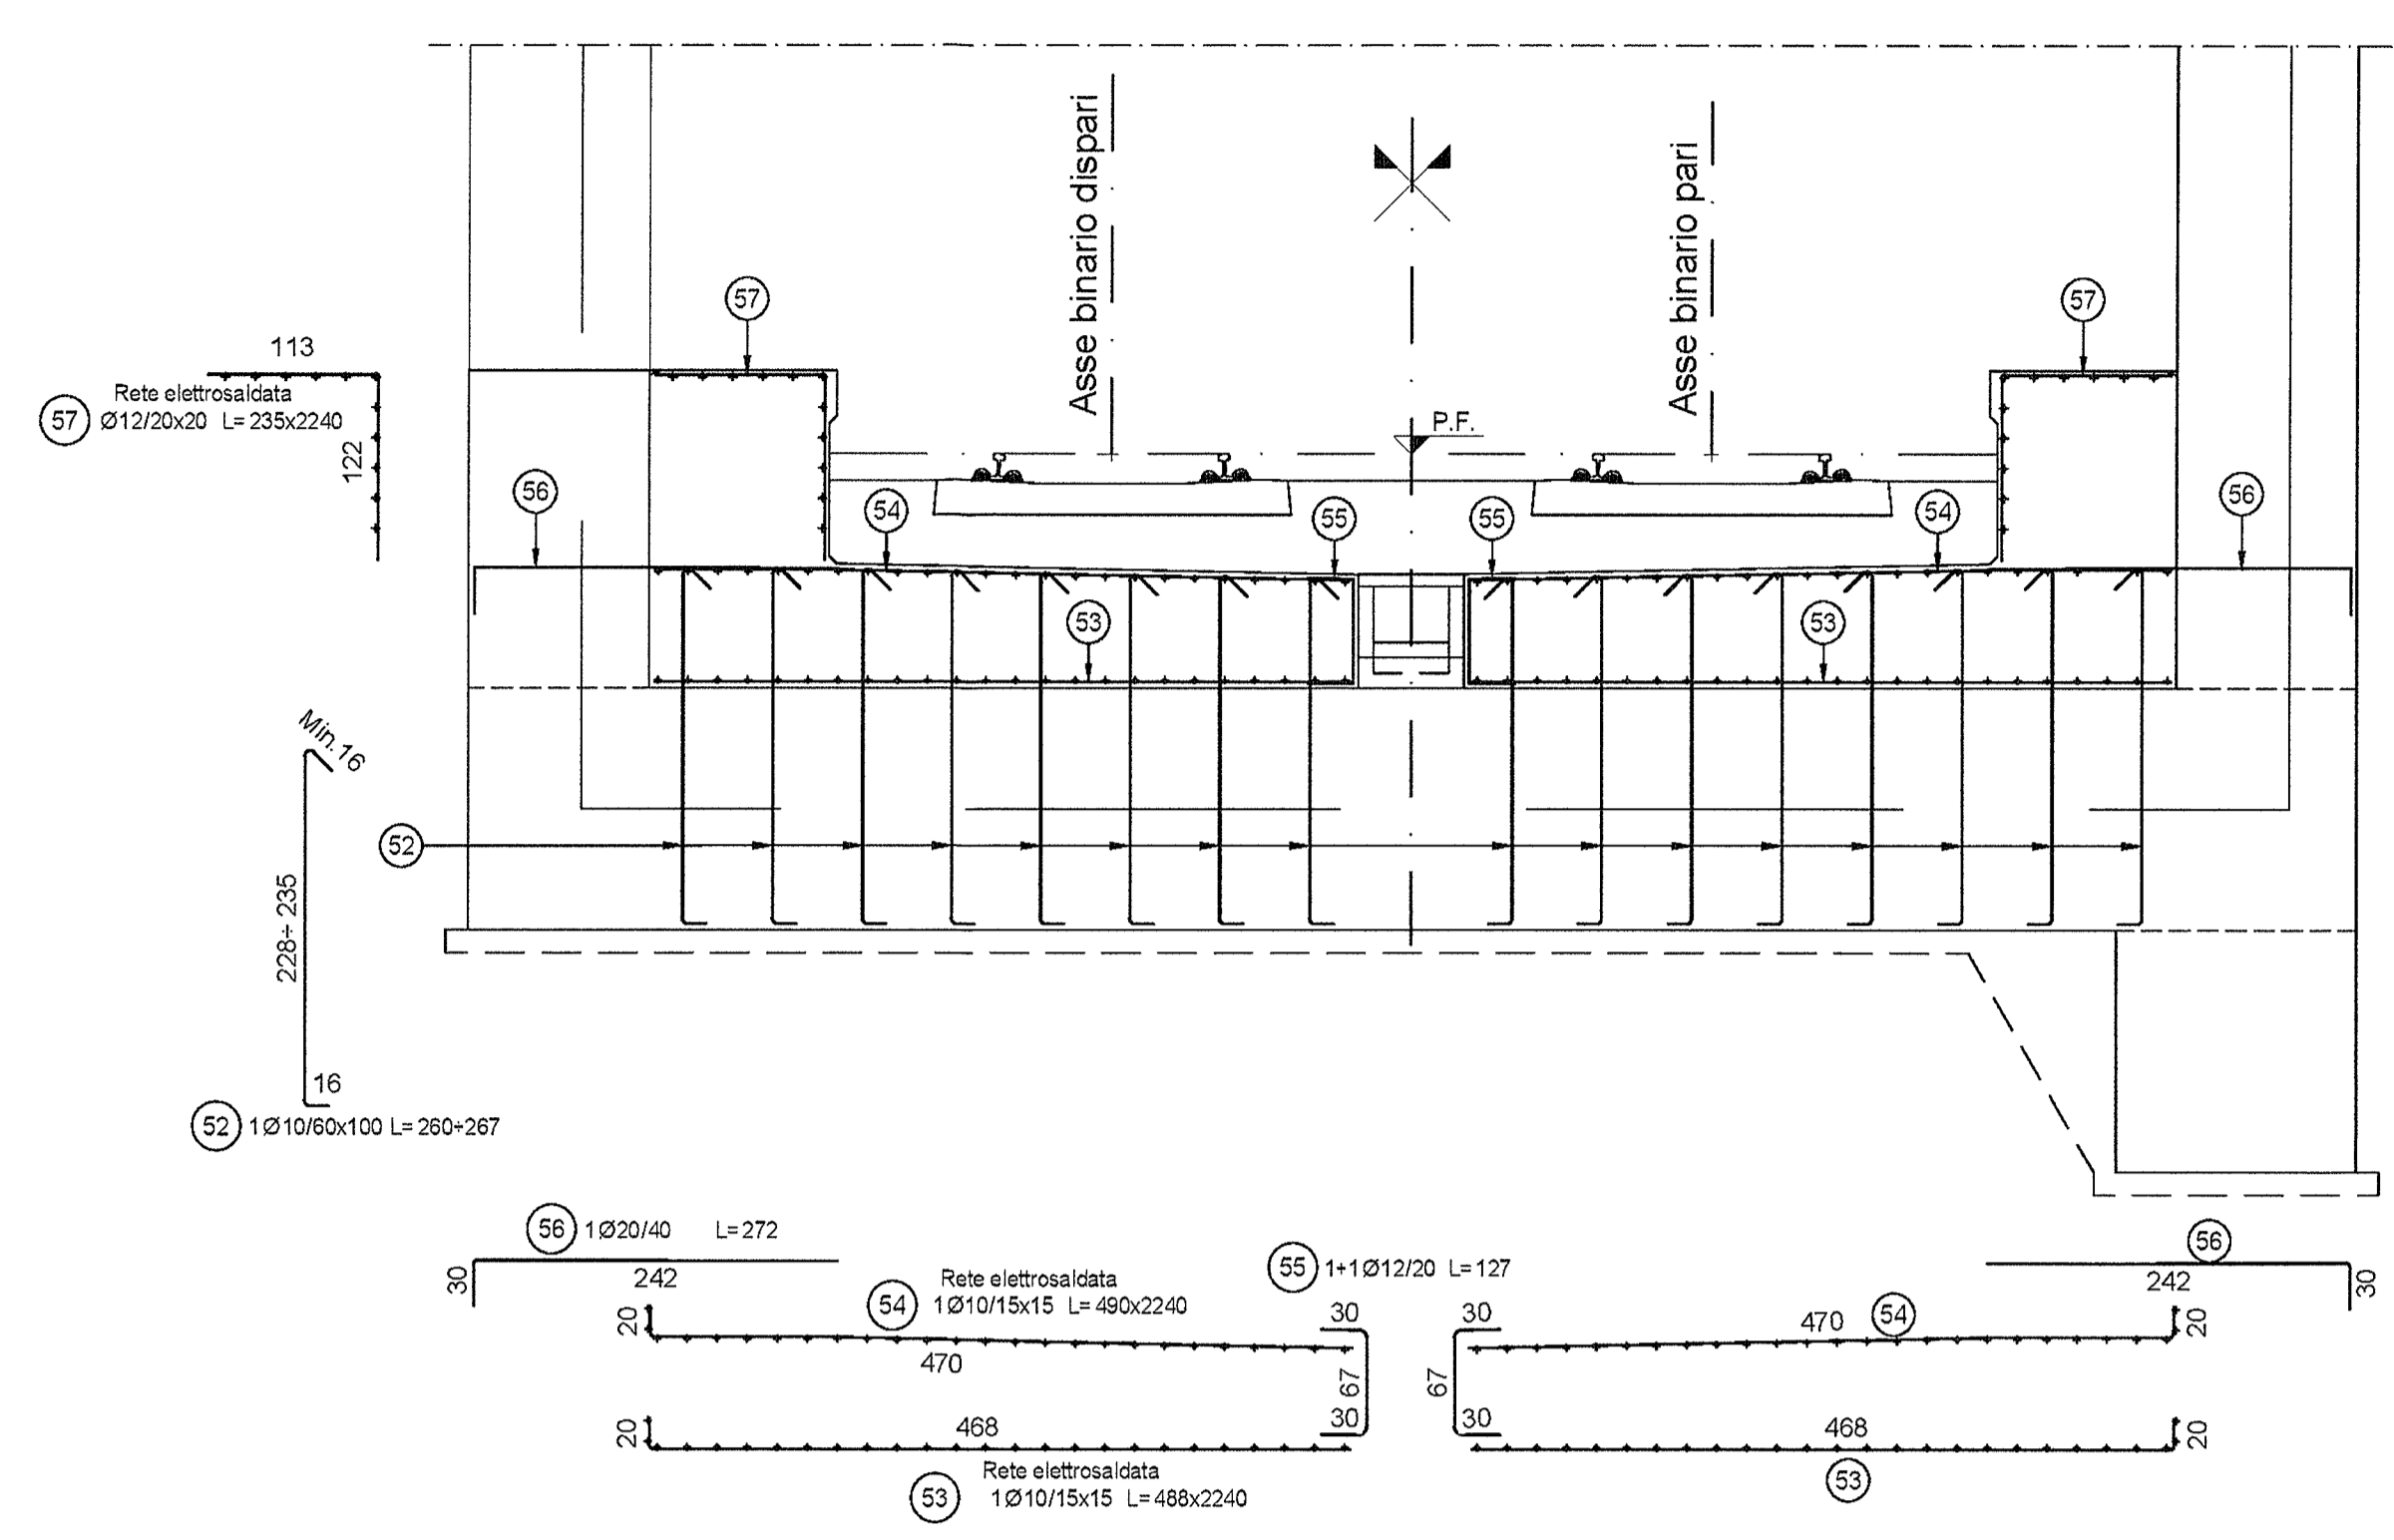 Asse binario dispari
Asse binario pari
57
57
113
Rete elettrosaldata
57 Ø12/20x20 L= 235x2240
122
P.F.
56
54
55
55
54
56
53
53
Min. 16
228÷ 235
52
16
52 1Ø10/60x100 L= 260÷267
56 1Ø20/40 L= 272
30
242
56
242
30
55 1+1Ø12/20 L= 127
Rete elettrosaldata
54 1Ø10/15x15 L= 490x2240
20
470
30
67
30
30
67
30
470
54
20
20
468
468
20
Rete elettrosaldata
53 1Ø10/15x15 L= 488x2240
53